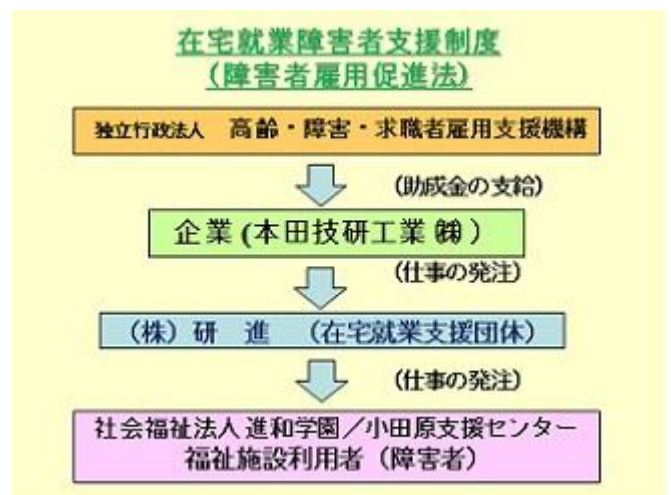 在宅就業障害者支援制度
(障害者雇用促進法)
独立行政法人 高齢・障害・求職者雇用支援機構
(助成金の支給)
企業(本田技研工業㈱)
(仕事の発注)
(株)研 進 (在宅就業支援団体)
(仕事の発注)
社会福祉法人進和学園/小田原支援センター
福祉施設利用者(障害者)